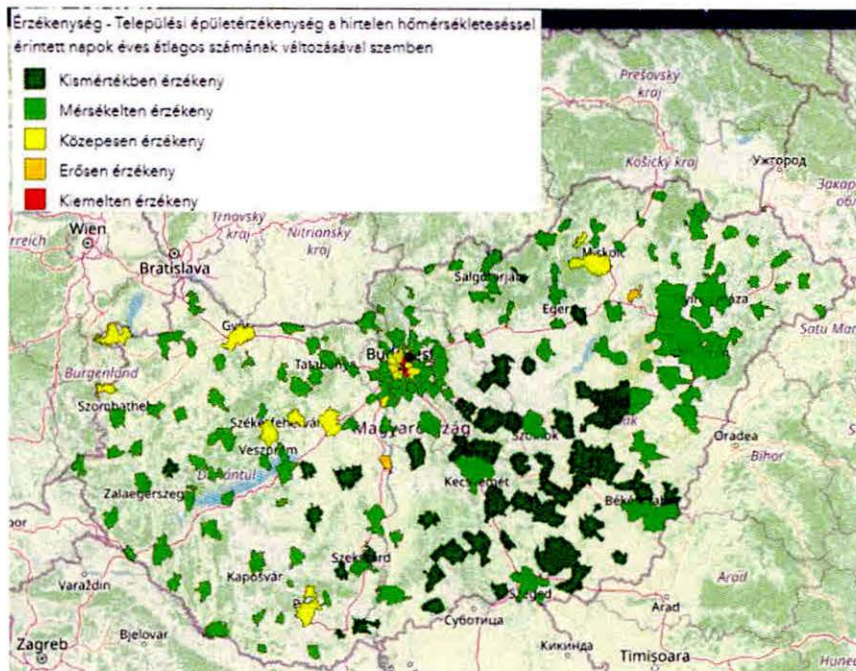 Érzékenység - Települési épületérzékenység a hirtelen hőmérsékleteséssel
érintett napok éves átlagos számának változásával szemben
Kismértékben érzékeny
Mérsékelten érzékeny
Közepesen érzékeny
Erősen érzékeny
Kiemelten érzékeny
Prešovský
kraj
Košický kraj
Ужгород
Wien
Bratislava
Trnavský
kraj
Nitriansky
kraj
Miskolc
Salgótarján
Eger
Satu Mar
Győr
Budapest
Tatabánya
Burgenland
Szombathely
Székesfehérvár
Magyarország
Szolnok
Oradea
Veszprém
Bihor
Dunántúl
Kecskemét
Zalaegerszeg
Békéscsaba
Szekszárd
Kaposvár
Arad
Varaždin
Szeged
Суботица
Arad
Zagreb
Bjelovar
Кикинда
Timișoara